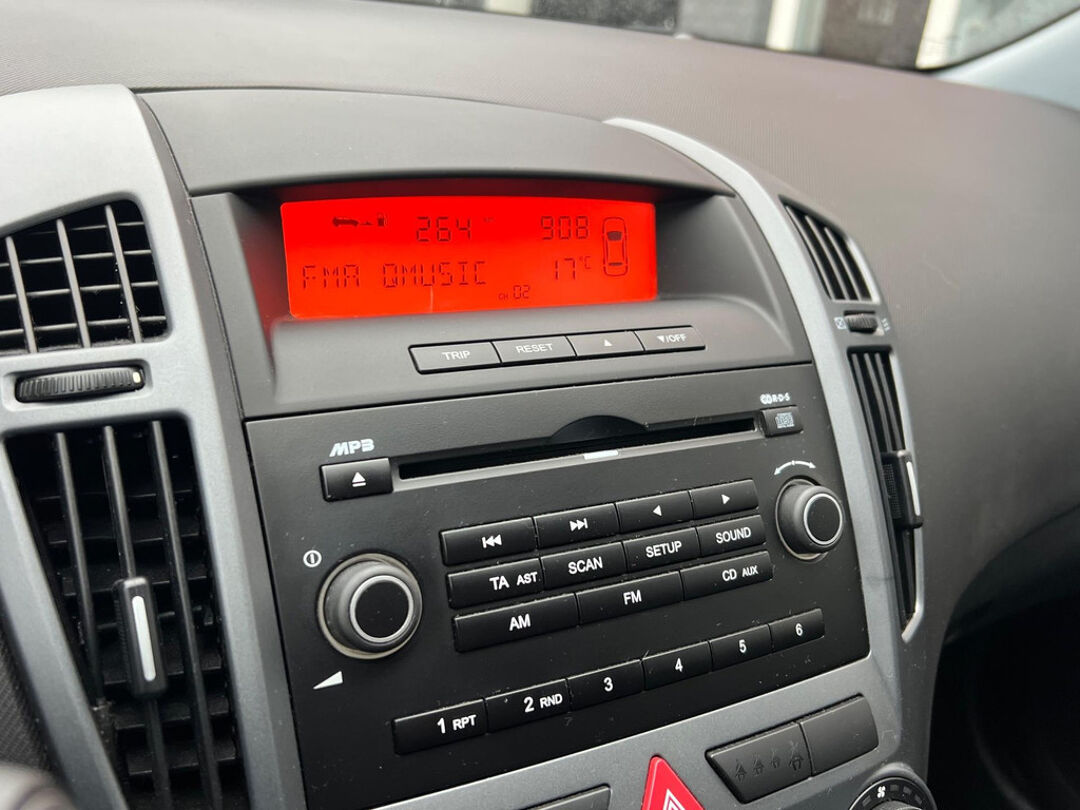 264 908
FMA QMUSIC 17°C
CH 02
TRIP RESET ▲ ▼/OFF
R·D·S
MP3
SETUP SOUND
TA AST SCAN
CD AUX
AM FM
1 RPT 2 RND 3 4 5 6